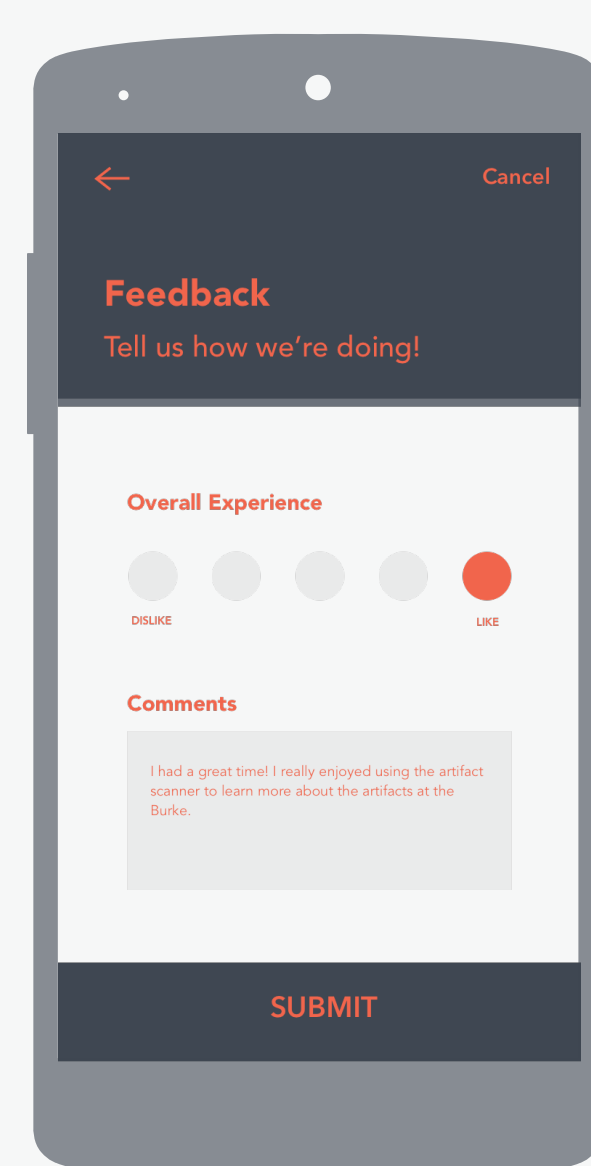 Cancel
Feedback
Tell us how we’re doing!
Overall Experience
DISLIKE
LIKE
Comments
I had a great time! I really enjoyed using the artifact
scanner to learn more about the artifacts at the
Burke.
SUBMIT